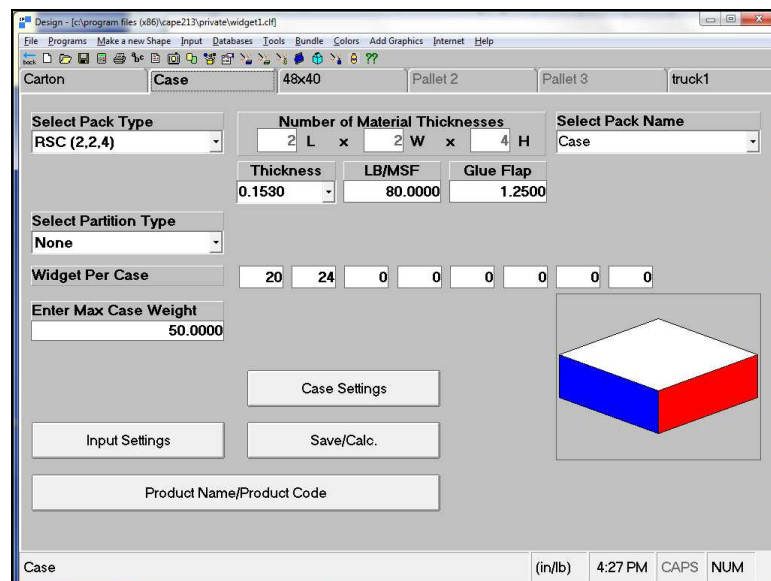 Design - [c:\program files (x86)\cape213\private\widget1.clf]
File Programs Make a new Shape Input Databases Tools Bundle Colors Add Graphics Internet Help
back ??
Carton Case 48x40 Pallet 2 Pallet 3 truck1
Select Pack Type Number of Material Thicknesses Select Pack Name
RSC (2,2,4) 2 L x 2 W x 4 H Case
Thickness LB/MSF Glue Flap
0.1530 80.0000 1.2500
Select Partition Type
None
Widget Per Case 20 24 0 0 0 0 0 0
Enter Max Case Weight
50.0000
Case Settings
Input Settings Save/Calc.
Product Name/Product Code
Case (in/lb) 4:27 PM CAPS NUM